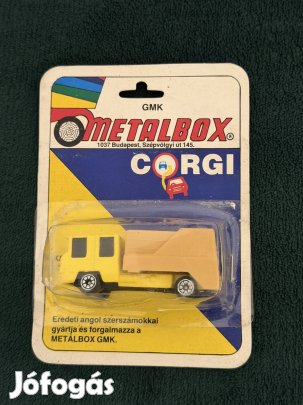 GMK
METALBOX®
1037 Budapest, Szépvölgyi út 145.
CORGI
Eredeti angol szerszámokkal
gyártja és forgalmazza a
METALBOX GMK.
Jófogás